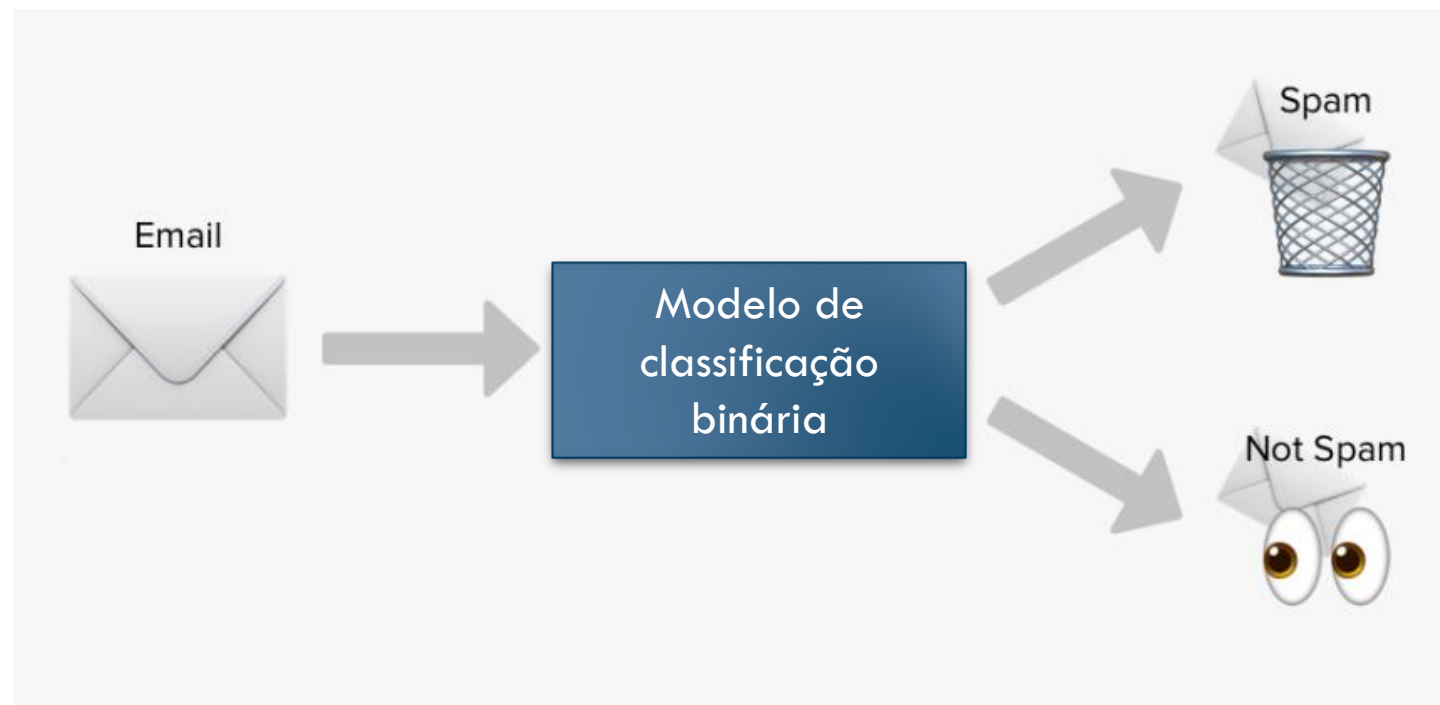 Email
Modelo de
classificação
binária
Spam
Not Spam